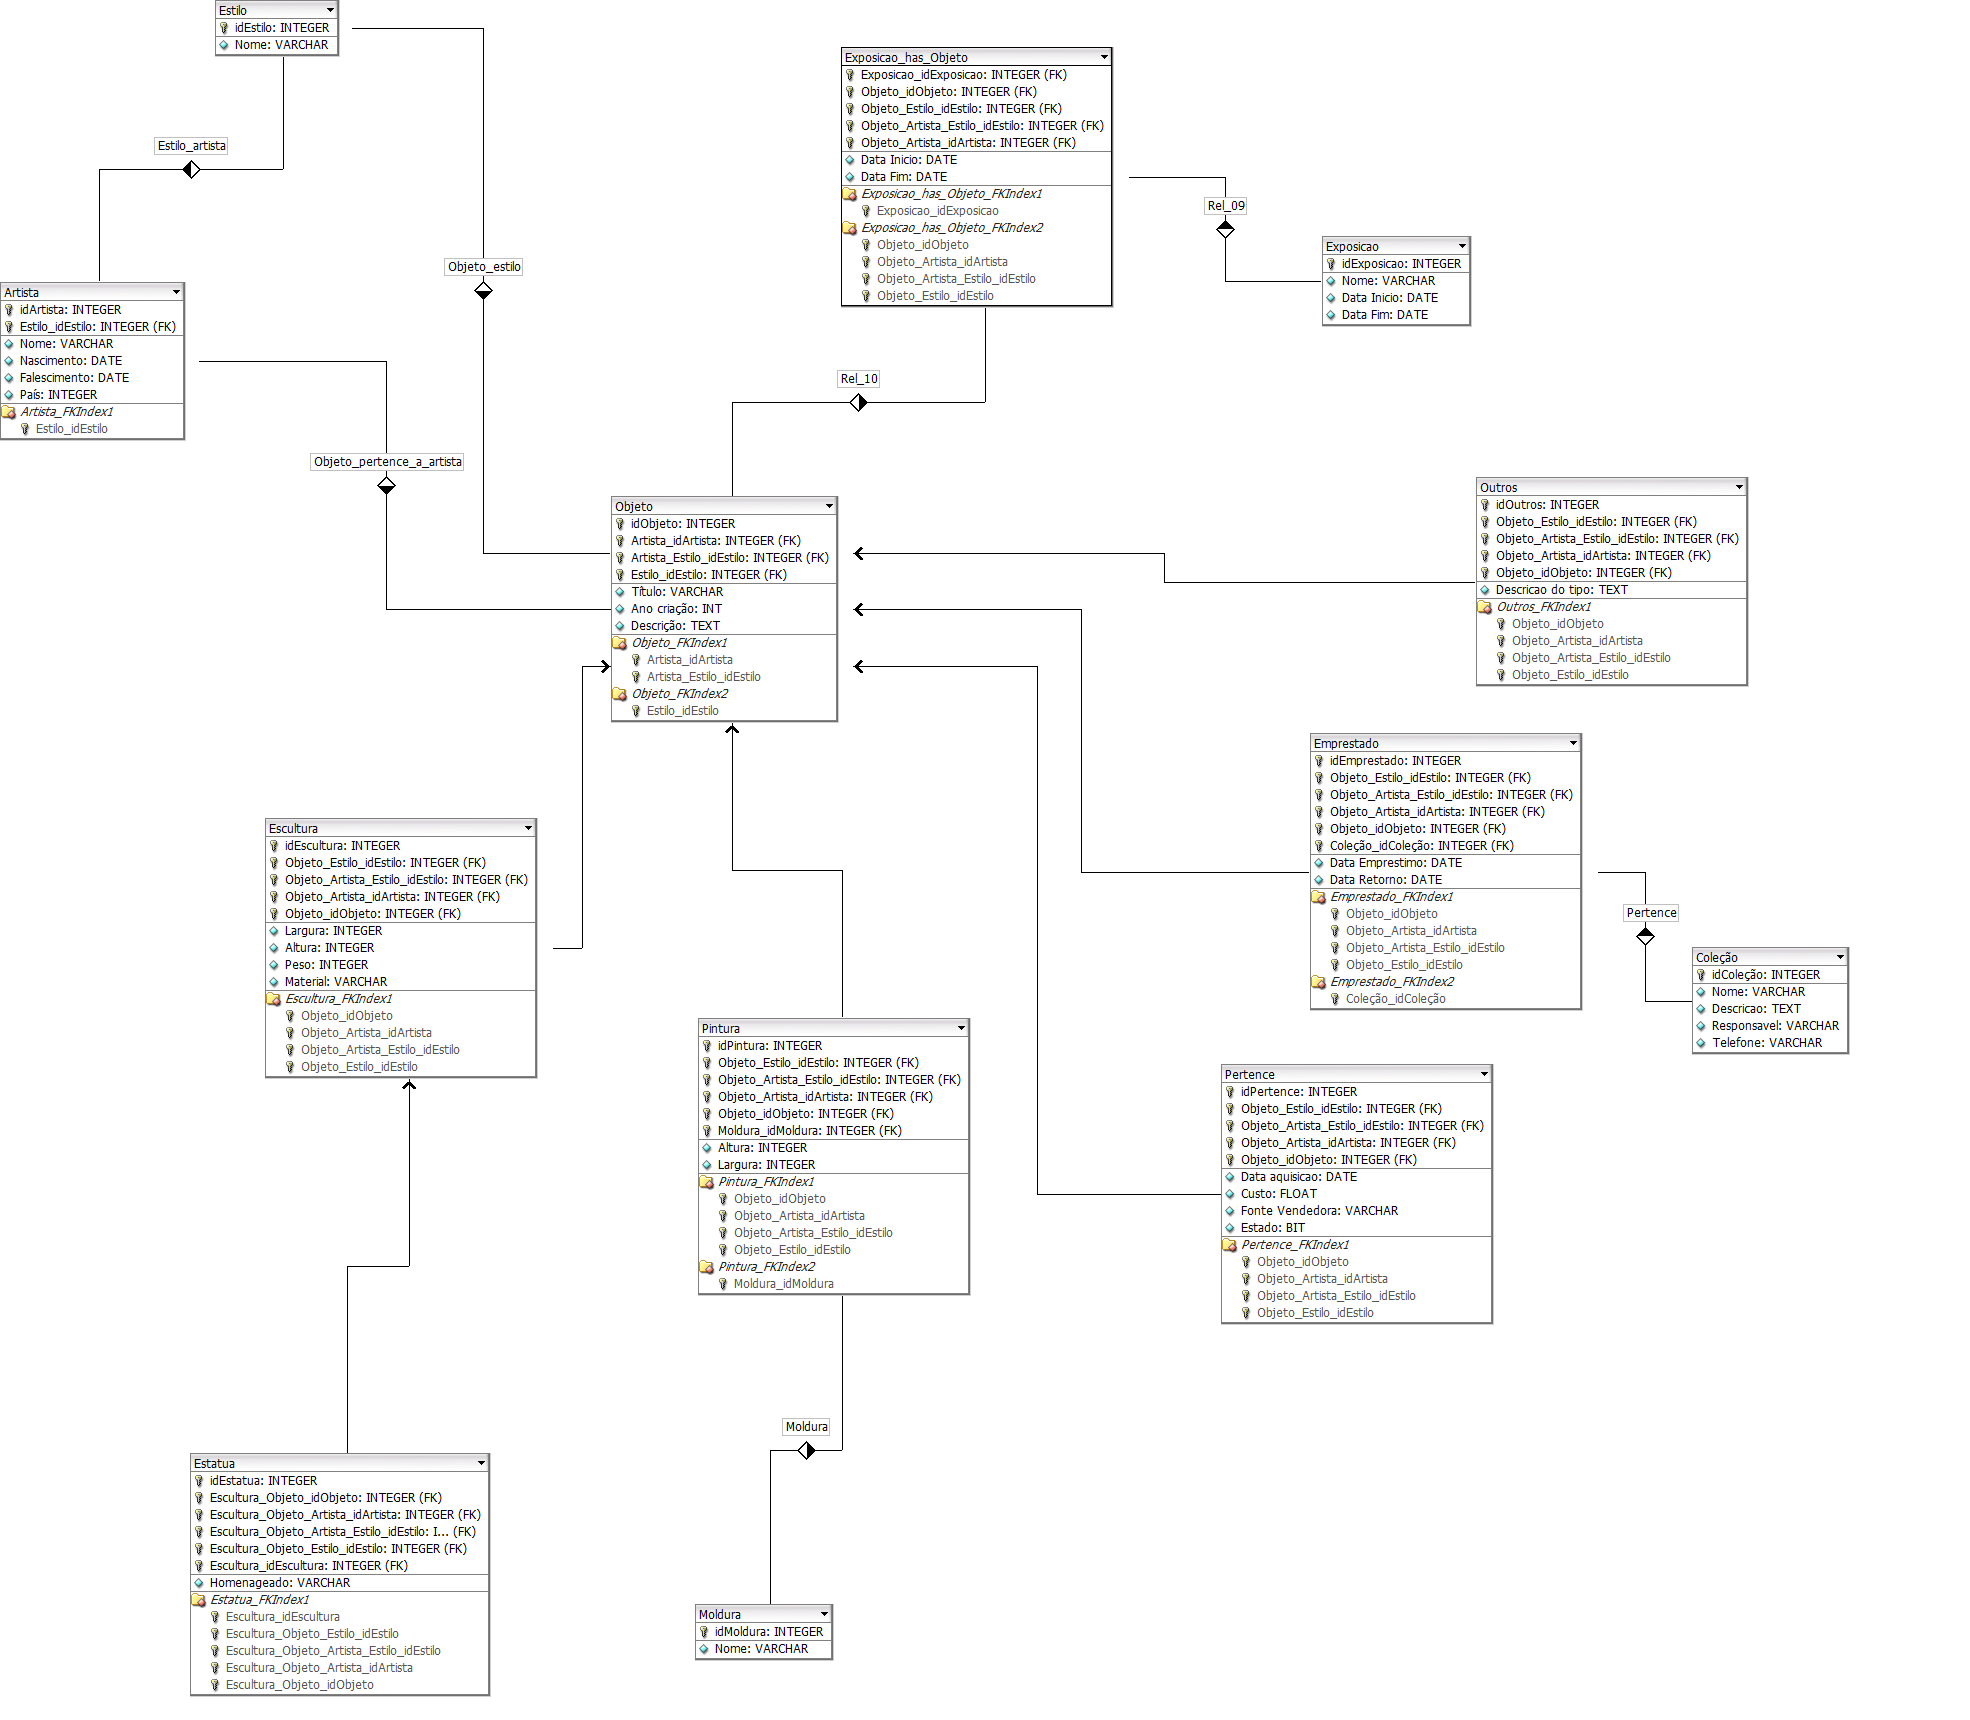 Estilo
idEstilo: INTEGER
Nome: VARCHAR
Estilo_artista
Objeto_estilo
Artista
idArtista: INTEGER
Estilo_idEstilo: INTEGER (FK)
Nome: VARCHAR
Nascimento: DATE
Falescimento: DATE
País: INTEGER
Artista_FKIndex1
Estilo_idEstilo
Objeto_pertence_a_artista
Exposicao_has_Objeto
Exposicao_idExposicao: INTEGER (FK)
Objeto_idObjeto: INTEGER (FK)
Objeto_Estilo_idEstilo: INTEGER (FK)
Objeto_Artista_Estilo_idEstilo: INTEGER (FK)
Objeto_Artista_idArtista: INTEGER (FK)
Data Inicio: DATE
Data Fim: DATE
Exposicao_has_Objeto_FKIndex1
Exposicao_idExposicao
Exposicao_has_Objeto_FKIndex2
Objeto_idObjeto
Objeto_Artista_idArtista
Objeto_Artista_Estilo_idEstilo
Objeto_Estilo_idEstilo
Rel_09
Exposicao
idExposicao: INTEGER
Nome: VARCHAR
Data Inicio: DATE
Data Fim: DATE
Rel_10
Objeto
idObjeto: INTEGER
Artista_idArtista: INTEGER (FK)
Artista_Estilo_idEstilo: INTEGER (FK)
Estilo_idEstilo: INTEGER (FK)
Título: VARCHAR
Ano criação: INT
Descrição: TEXT
Objeto_FKIndex1
Artista_idArtista
Artista_Estilo_idEstilo
Objeto_FKIndex2
Estilo_idEstilo
Outros
idOutros: INTEGER
Objeto_Estilo_idEstilo: INTEGER (FK)
Objeto_Artista_Estilo_idEstilo: INTEGER (FK)
Objeto_Artista_idArtista: INTEGER (FK)
Objeto_idObjeto: INTEGER (FK)
Descricao do tipo: TEXT
Outros_FKIndex1
Objeto_idObjeto
Objeto_Artista_idArtista
Objeto_Artista_Estilo_idEstilo
Objeto_Estilo_idEstilo
Emprestado
idEmprestado: INTEGER
Objeto_Estilo_idEstilo: INTEGER (FK)
Objeto_Artista_Estilo_idEstilo: INTEGER (FK)
Objeto_Artista_idArtista: INTEGER (FK)
Objeto_idObjeto: INTEGER (FK)
Coleção_idColeção: INTEGER (FK)
Data Emprestimo: DATE
Data Retorno: DATE
Emprestado_FKIndex1
Objeto_idObjeto
Objeto_Artista_idArtista
Objeto_Artista_Estilo_idEstilo
Objeto_Estilo_idEstilo
Emprestado_FKIndex2
Coleção_idColeção
Pertence
Coleção
idColeção: INTEGER
Nome: VARCHAR
Descricao: TEXT
Responsavel: VARCHAR
Telefone: VARCHAR
Escultura
idEscultura: INTEGER
Objeto_Estilo_idEstilo: INTEGER (FK)
Objeto_Artista_Estilo_idEstilo: INTEGER (FK)
Objeto_Artista_idArtista: INTEGER (FK)
Objeto_idObjeto: INTEGER (FK)
Largura: INTEGER
Altura: INTEGER
Peso: INTEGER
Material: VARCHAR
Escultura_FKIndex1
Objeto_idObjeto
Objeto_Artista_idArtista
Objeto_Artista_Estilo_idEstilo
Objeto_Estilo_idEstilo
Pintura
idPintura: INTEGER
Objeto_Estilo_idEstilo: INTEGER (FK)
Objeto_Artista_Estilo_idEstilo: INTEGER (FK)
Objeto_Artista_idArtista: INTEGER (FK)
Objeto_idObjeto: INTEGER (FK)
Moldura_idMoldura: INTEGER (FK)
Altura: INTEGER
Largura: INTEGER
Pintura_FKIndex1
Objeto_idObjeto
Objeto_Artista_idArtista
Objeto_Artista_Estilo_idEstilo
Objeto_Estilo_idEstilo
Pintura_FKIndex2
Moldura_idMoldura
Pertence
idPertence: INTEGER
Objeto_Estilo_idEstilo: INTEGER (FK)
Objeto_Artista_Estilo_idEstilo: INTEGER (FK)
Objeto_Artista_idArtista: INTEGER (FK)
Objeto_idObjeto: INTEGER (FK)
Data aquisicao: DATE
Custo: FLOAT
Fonte Vendedora: VARCHAR
Estado: BIT
Pertence_FKIndex1
Objeto_idObjeto
Objeto_Artista_idArtista
Objeto_Artista_Estilo_idEstilo
Objeto_Estilo_idEstilo
Moldura
Estatua
idEstatua: INTEGER
Escultura_Objeto_idObjeto: INTEGER (FK)
Escultura_Objeto_Artista_idArtista: INTEGER (FK)
Escultura_Objeto_Artista_Estilo_idEstilo: I... (FK)
Escultura_Objeto_Estilo_idEstilo: INTEGER (FK)
Escultura_idEscultura: INTEGER (FK)
Homenageado: VARCHAR
Estatua_FKIndex1
Escultura_idEscultura
Escultura_Objeto_Estilo_idEstilo
Escultura_Objeto_Artista_Estilo_idEstilo
Escultura_Objeto_Artista_idArtista
Escultura_Objeto_idObjeto
Moldura
idMoldura: INTEGER
Nome: VARCHAR